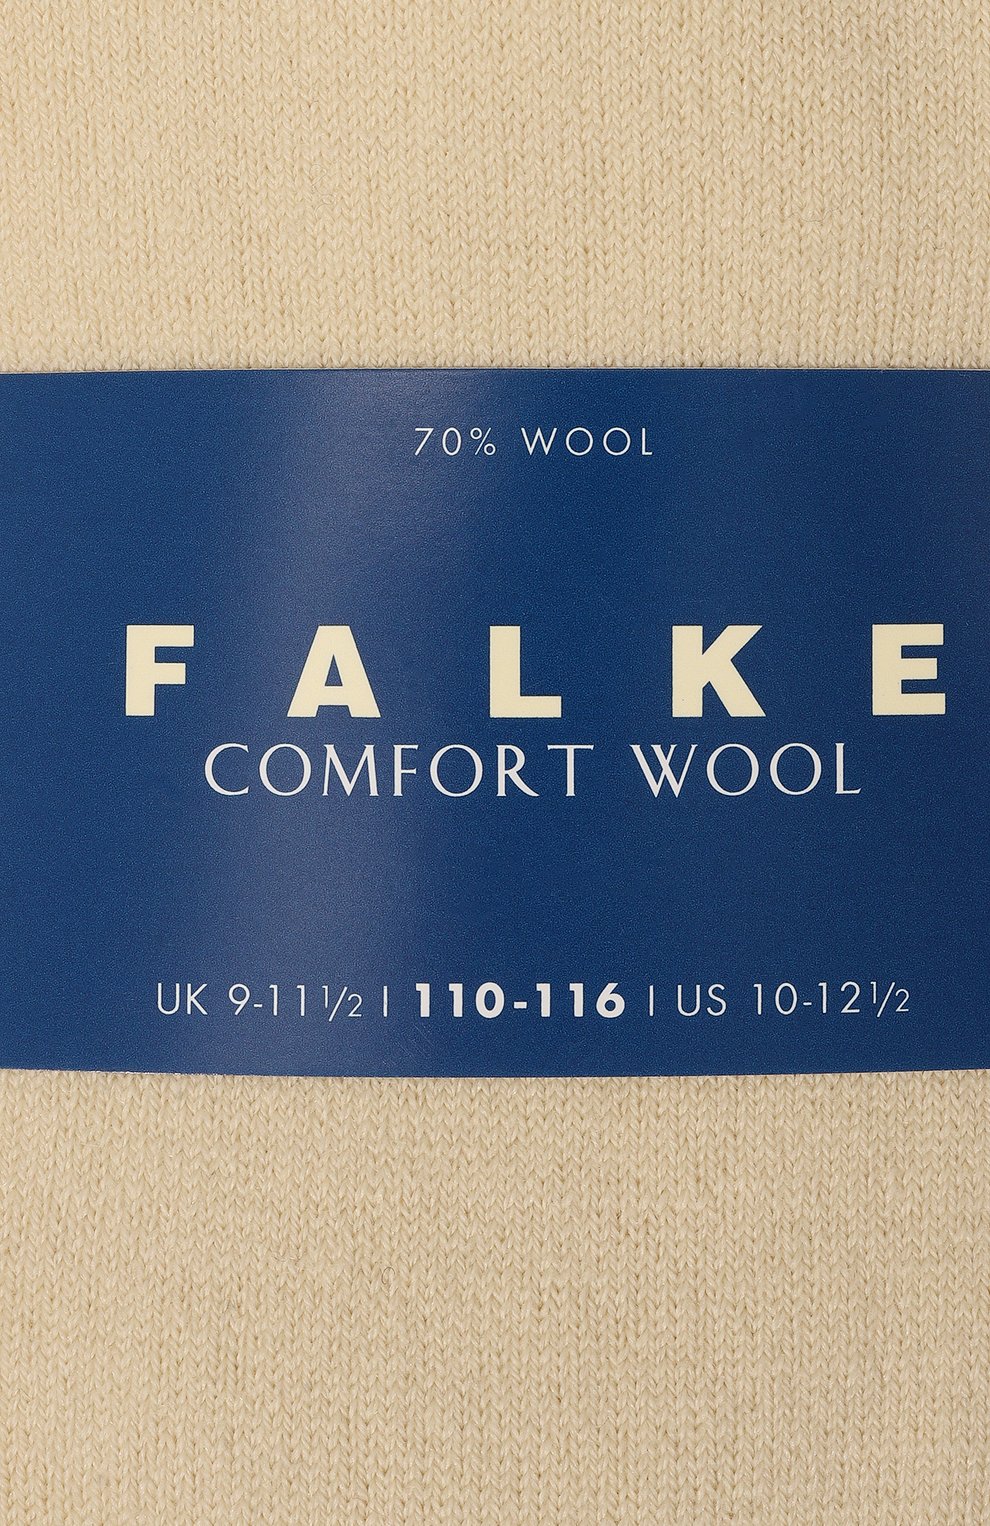 70% WOOL
FALKE
COMFORT WOOL
UK 9-11½ | 110-116 | US 10-12½